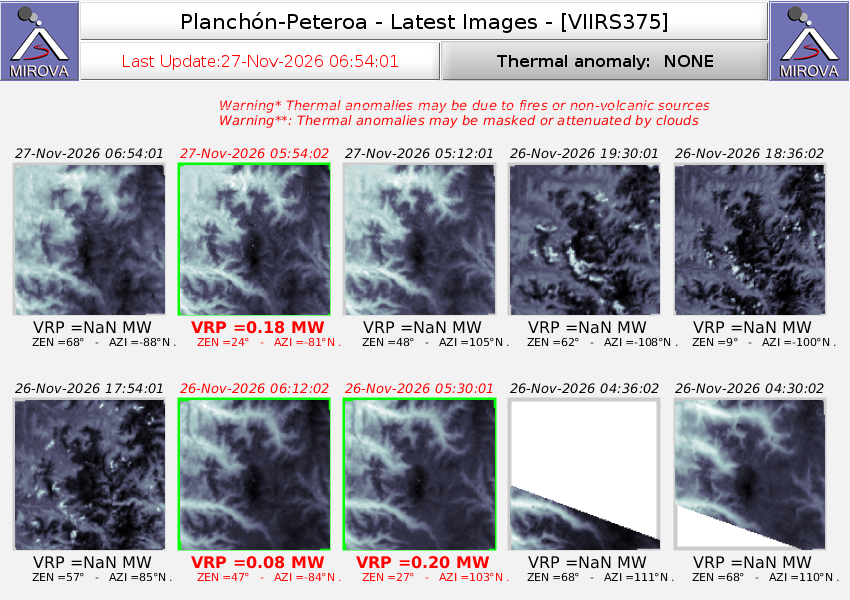 Planchón-Peteroa - Latest Images - [VIIRS375]
MIROVA
Last Update:27-Nov-2026 06:54:01
Thermal anomaly: NONE
MIROVA
Warning* Thermal anomalies may be due to fires or non-volcanic sources
Warning**: Thermal anomalies may be masked or attenuated by clouds
27-Nov-2026 06:54:01
27-Nov-2026 05:54:02
27-Nov-2026 05:12:01
26-Nov-2026 19:30:01
26-Nov-2026 18:36:02
VRP =NaN MW
VRP =0.18 MW
VRP =NaN MW
VRP =NaN MW
VRP =NaN MW
ZEN =68° - AZI =-88°N .
ZEN =24° - AZI =-81°N .
ZEN =48° - AZI =105°N .
ZEN =62° - AZI =-108°N .
ZEN =9° - AZI =-100°N .
26-Nov-2026 17:54:01
26-Nov-2026 06:12:02
26-Nov-2026 05:30:01
26-Nov-2026 04:36:02
26-Nov-2026 04:30:02
VRP =NaN MW
VRP =0.08 MW
VRP =0.20 MW
VRP =NaN MW
VRP =NaN MW
ZEN =57° - AZI =85°N .
ZEN =47° - AZI =-84°N .
ZEN =27° - AZI =103°N .
ZEN =68° - AZI =111°N .
ZEN =68° - AZI =110°N .